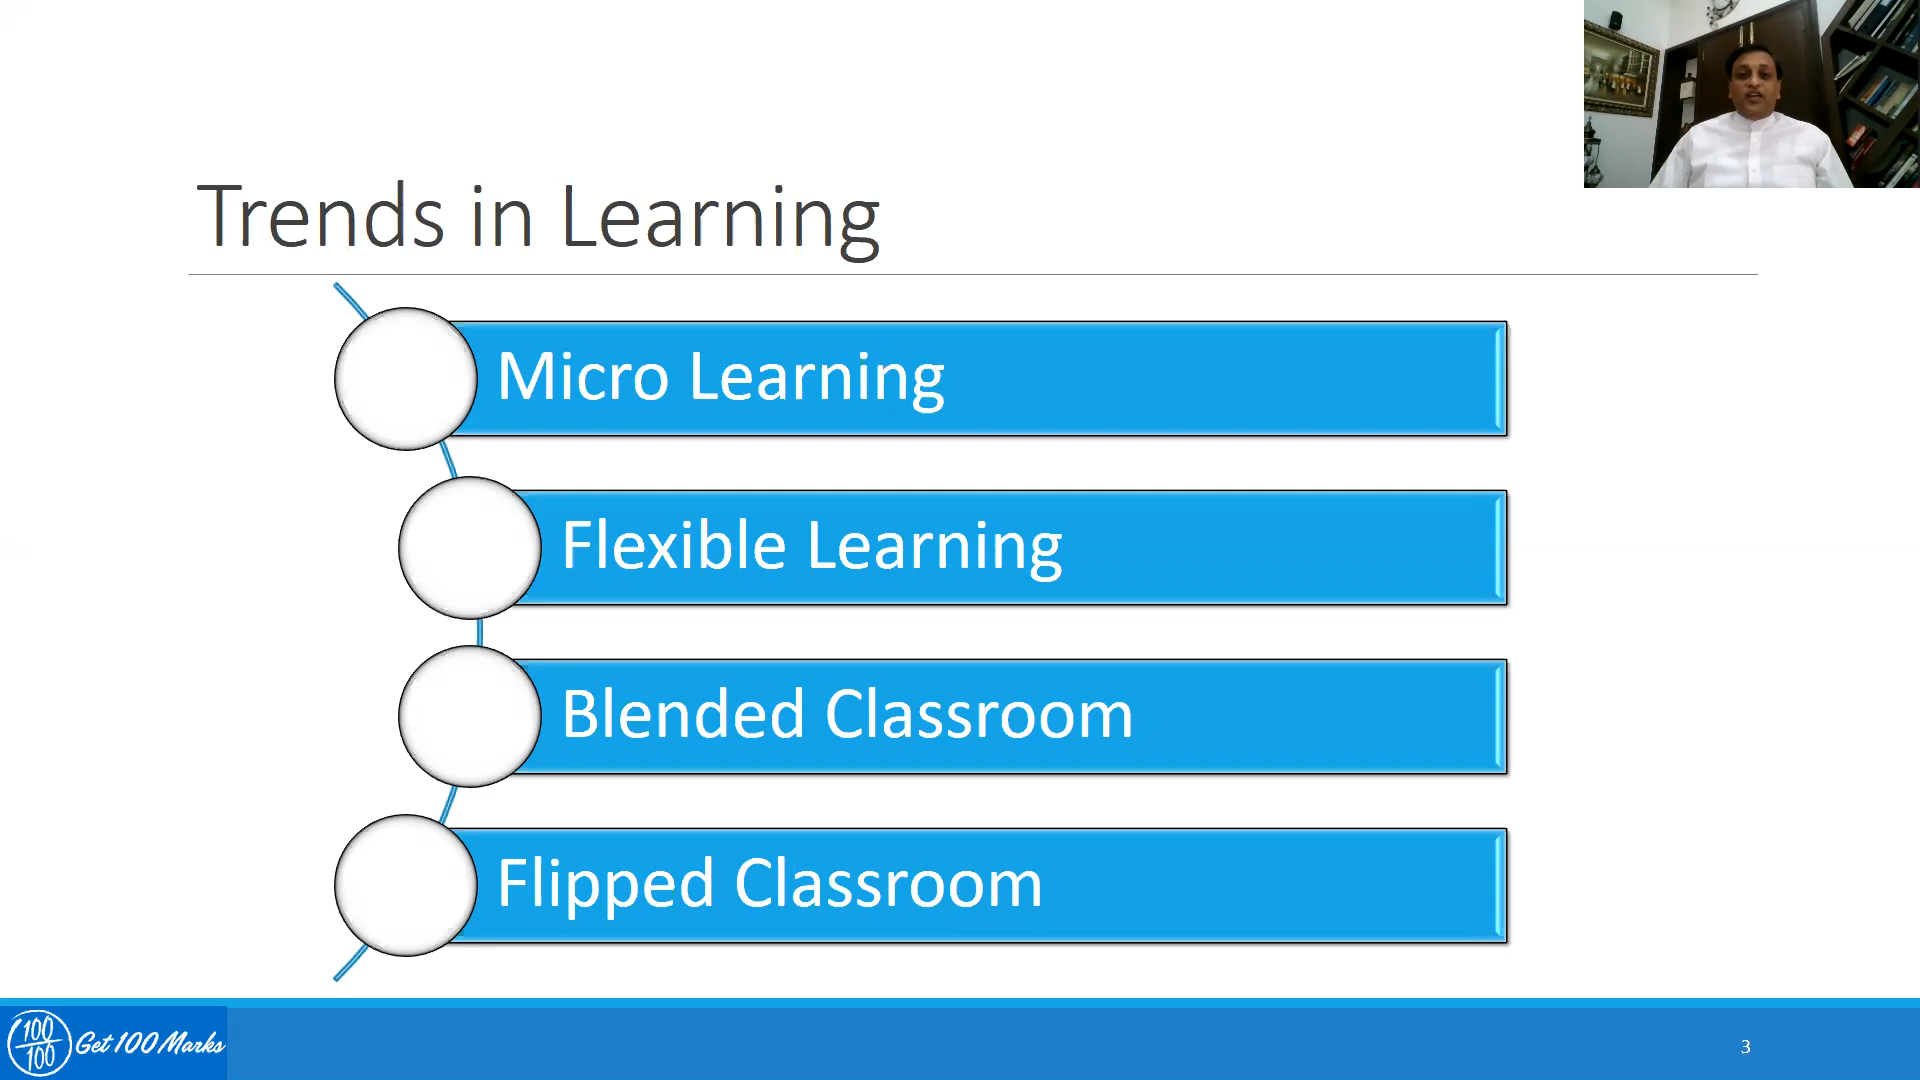 Trends in Learning
Micro Learning
Flexible Learning
Blended Classroom
Flipped Classroom
100
100
Get 100 Marks
3